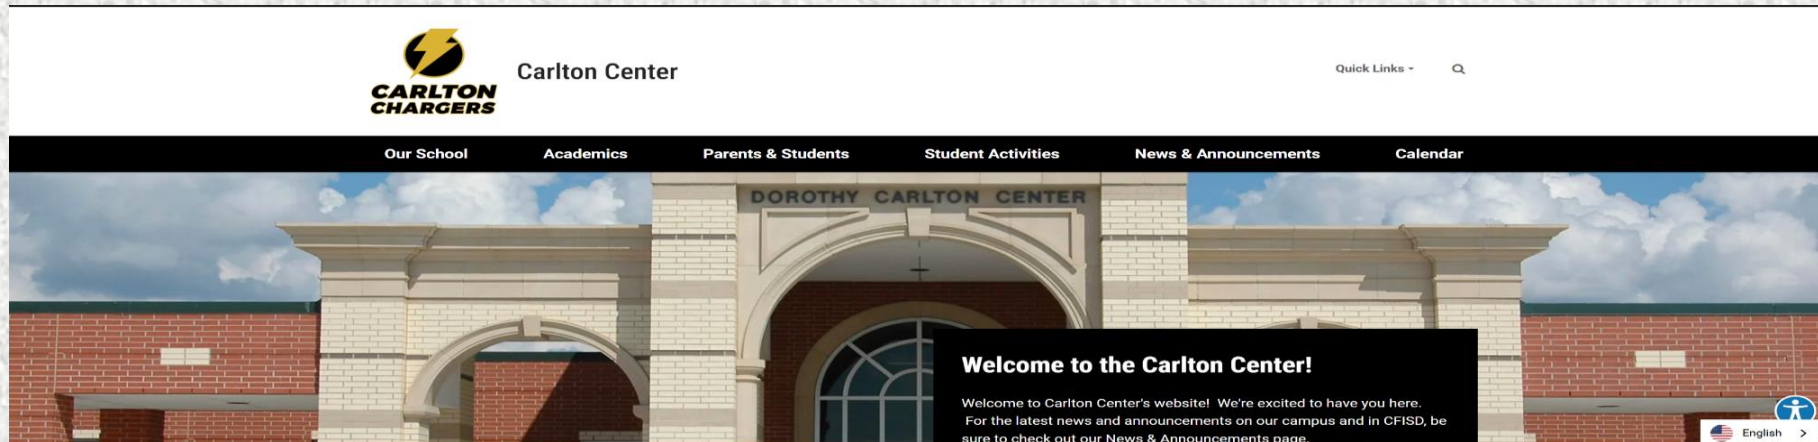 CARLTON
CHARGERS
Carlton Center
Quick Links
Our School Academics Parents & Students Student Activities News & Announcements Calendar
DOROTHY CARLTON CENTER
Welcome to the Carlton Center!
Welcome to Carlton Center's website! We're excited to have you here.
For the latest news and announcements on our campus and in CFISD, be
sure to check out our News & Announcements page.
English